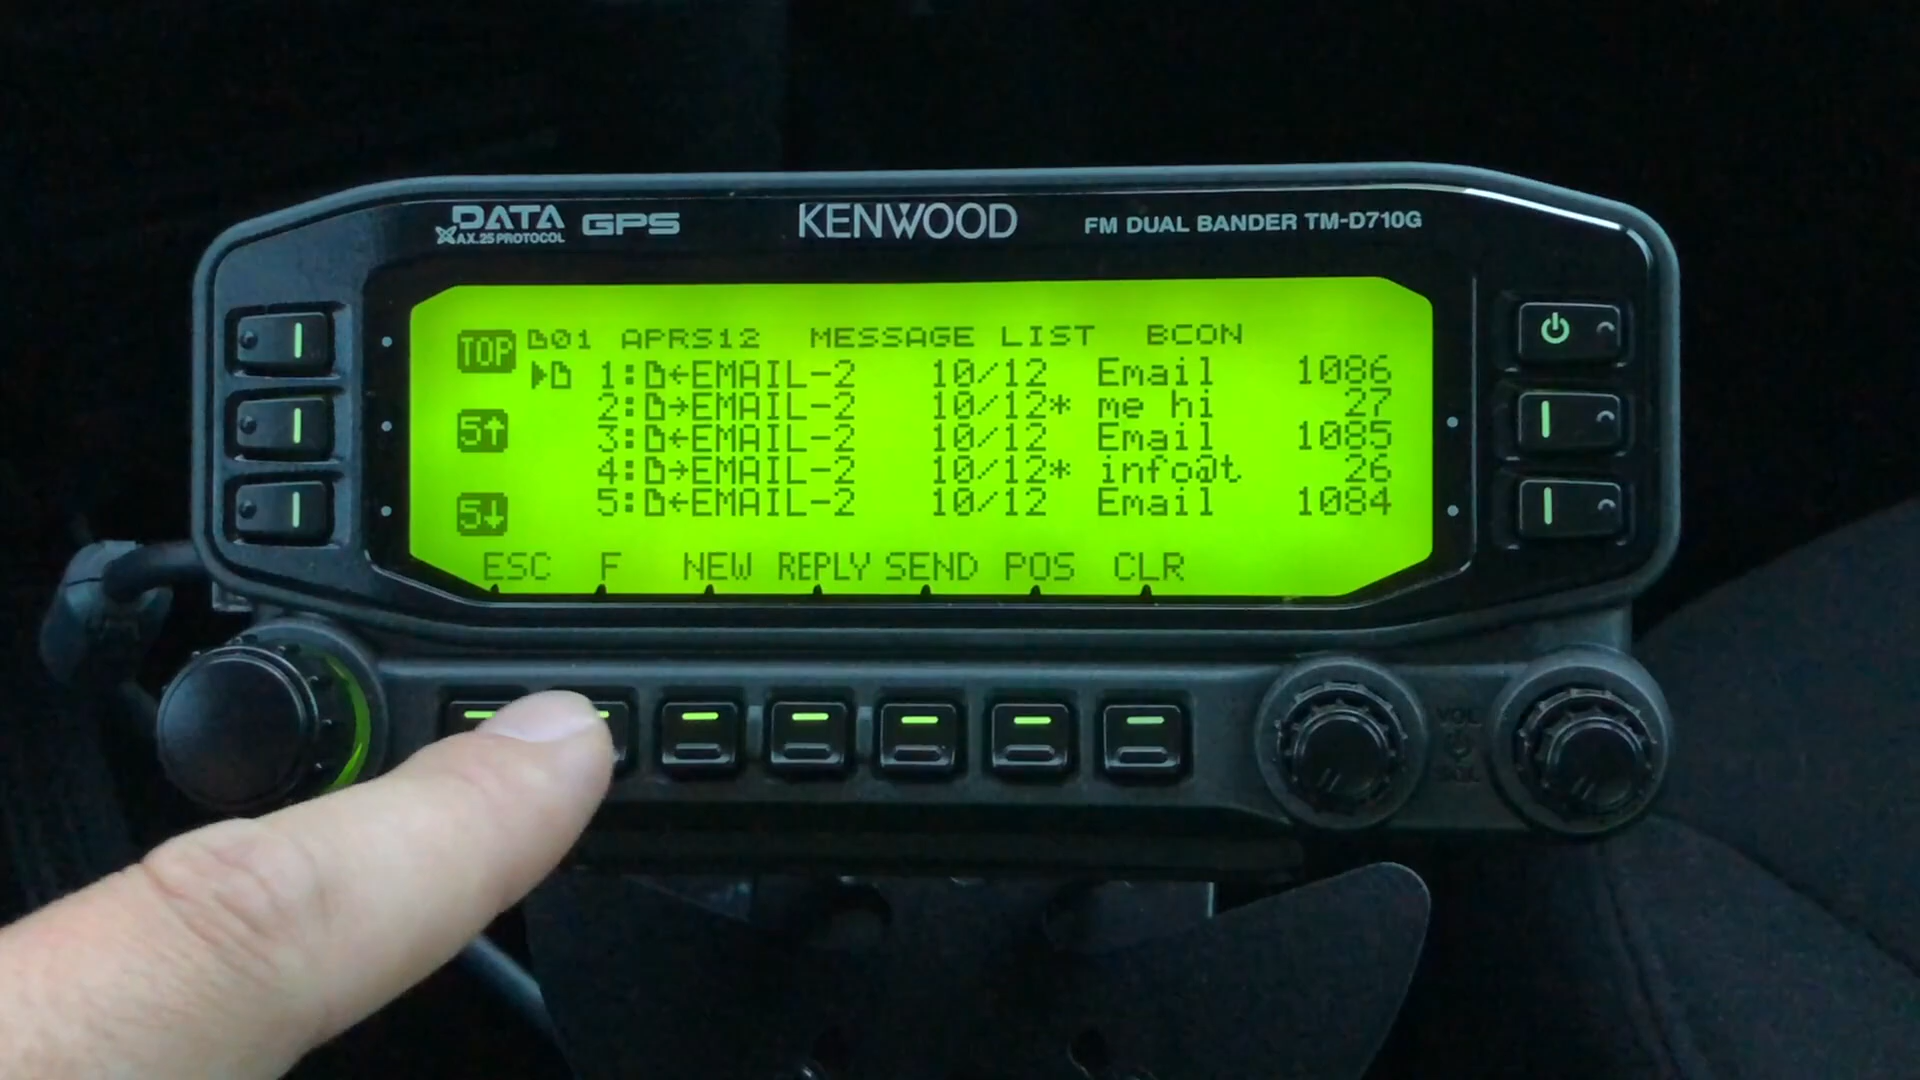 DATA AX.25 PROTOCOL GPS KENWOOD FM DUAL BANDER TM-D710G
TOP 01 APRS12 MESSAGE LIST BCON
1:←EMAIL-2 10/12 Email 1086
2:→EMAIL-2 10/12* me hi 27
5↑ 3:←EMAIL-2 10/12 Email 1085
4:→EMAIL-2 10/12* info@t 26
5↓ 5:←EMAIL-2 10/12 Email 1084
ESC F NEW REPLY SEND POS CLR
VOL
SQL